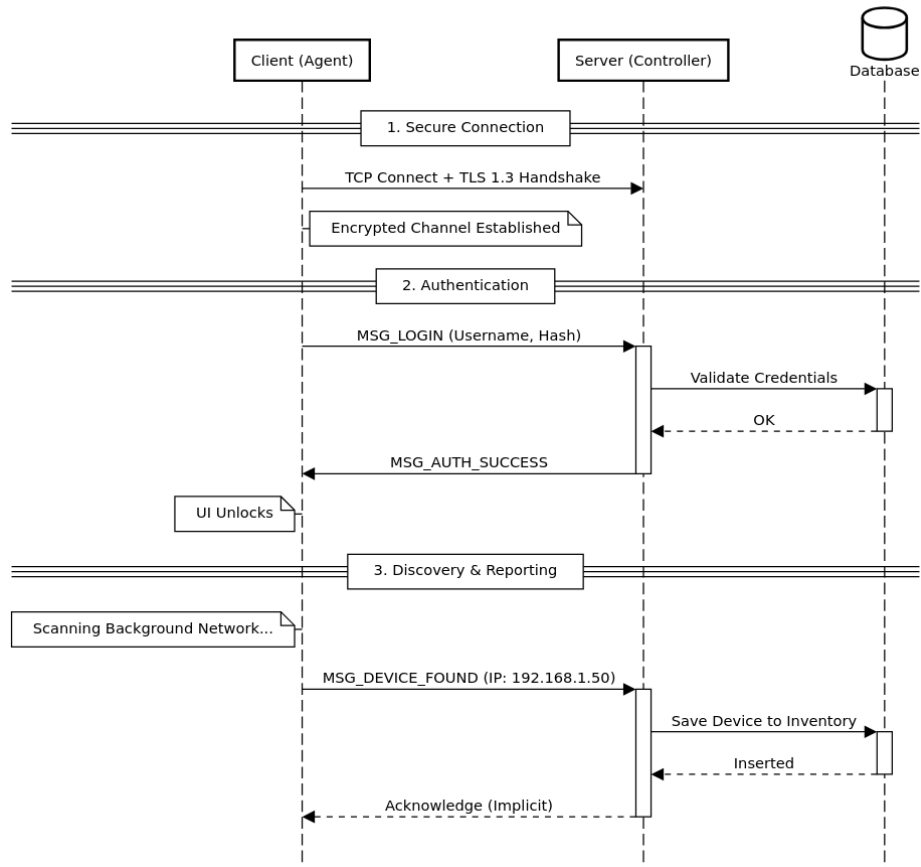 Client (Agent)
Server (Controller)
Database
1. Secure Connection
TCP Connect + TLS 1.3 Handshake
Encrypted Channel Established
2. Authentication
MSG_LOGIN (Username, Hash)
Validate Credentials
OK
MSG_AUTH_SUCCESS
UI Unlocks
3. Discovery & Reporting
Scanning Background Network...
MSG_DEVICE_FOUND (IP: 192.168.1.50)
Save Device to Inventory
Inserted
Acknowledge (Implicit)